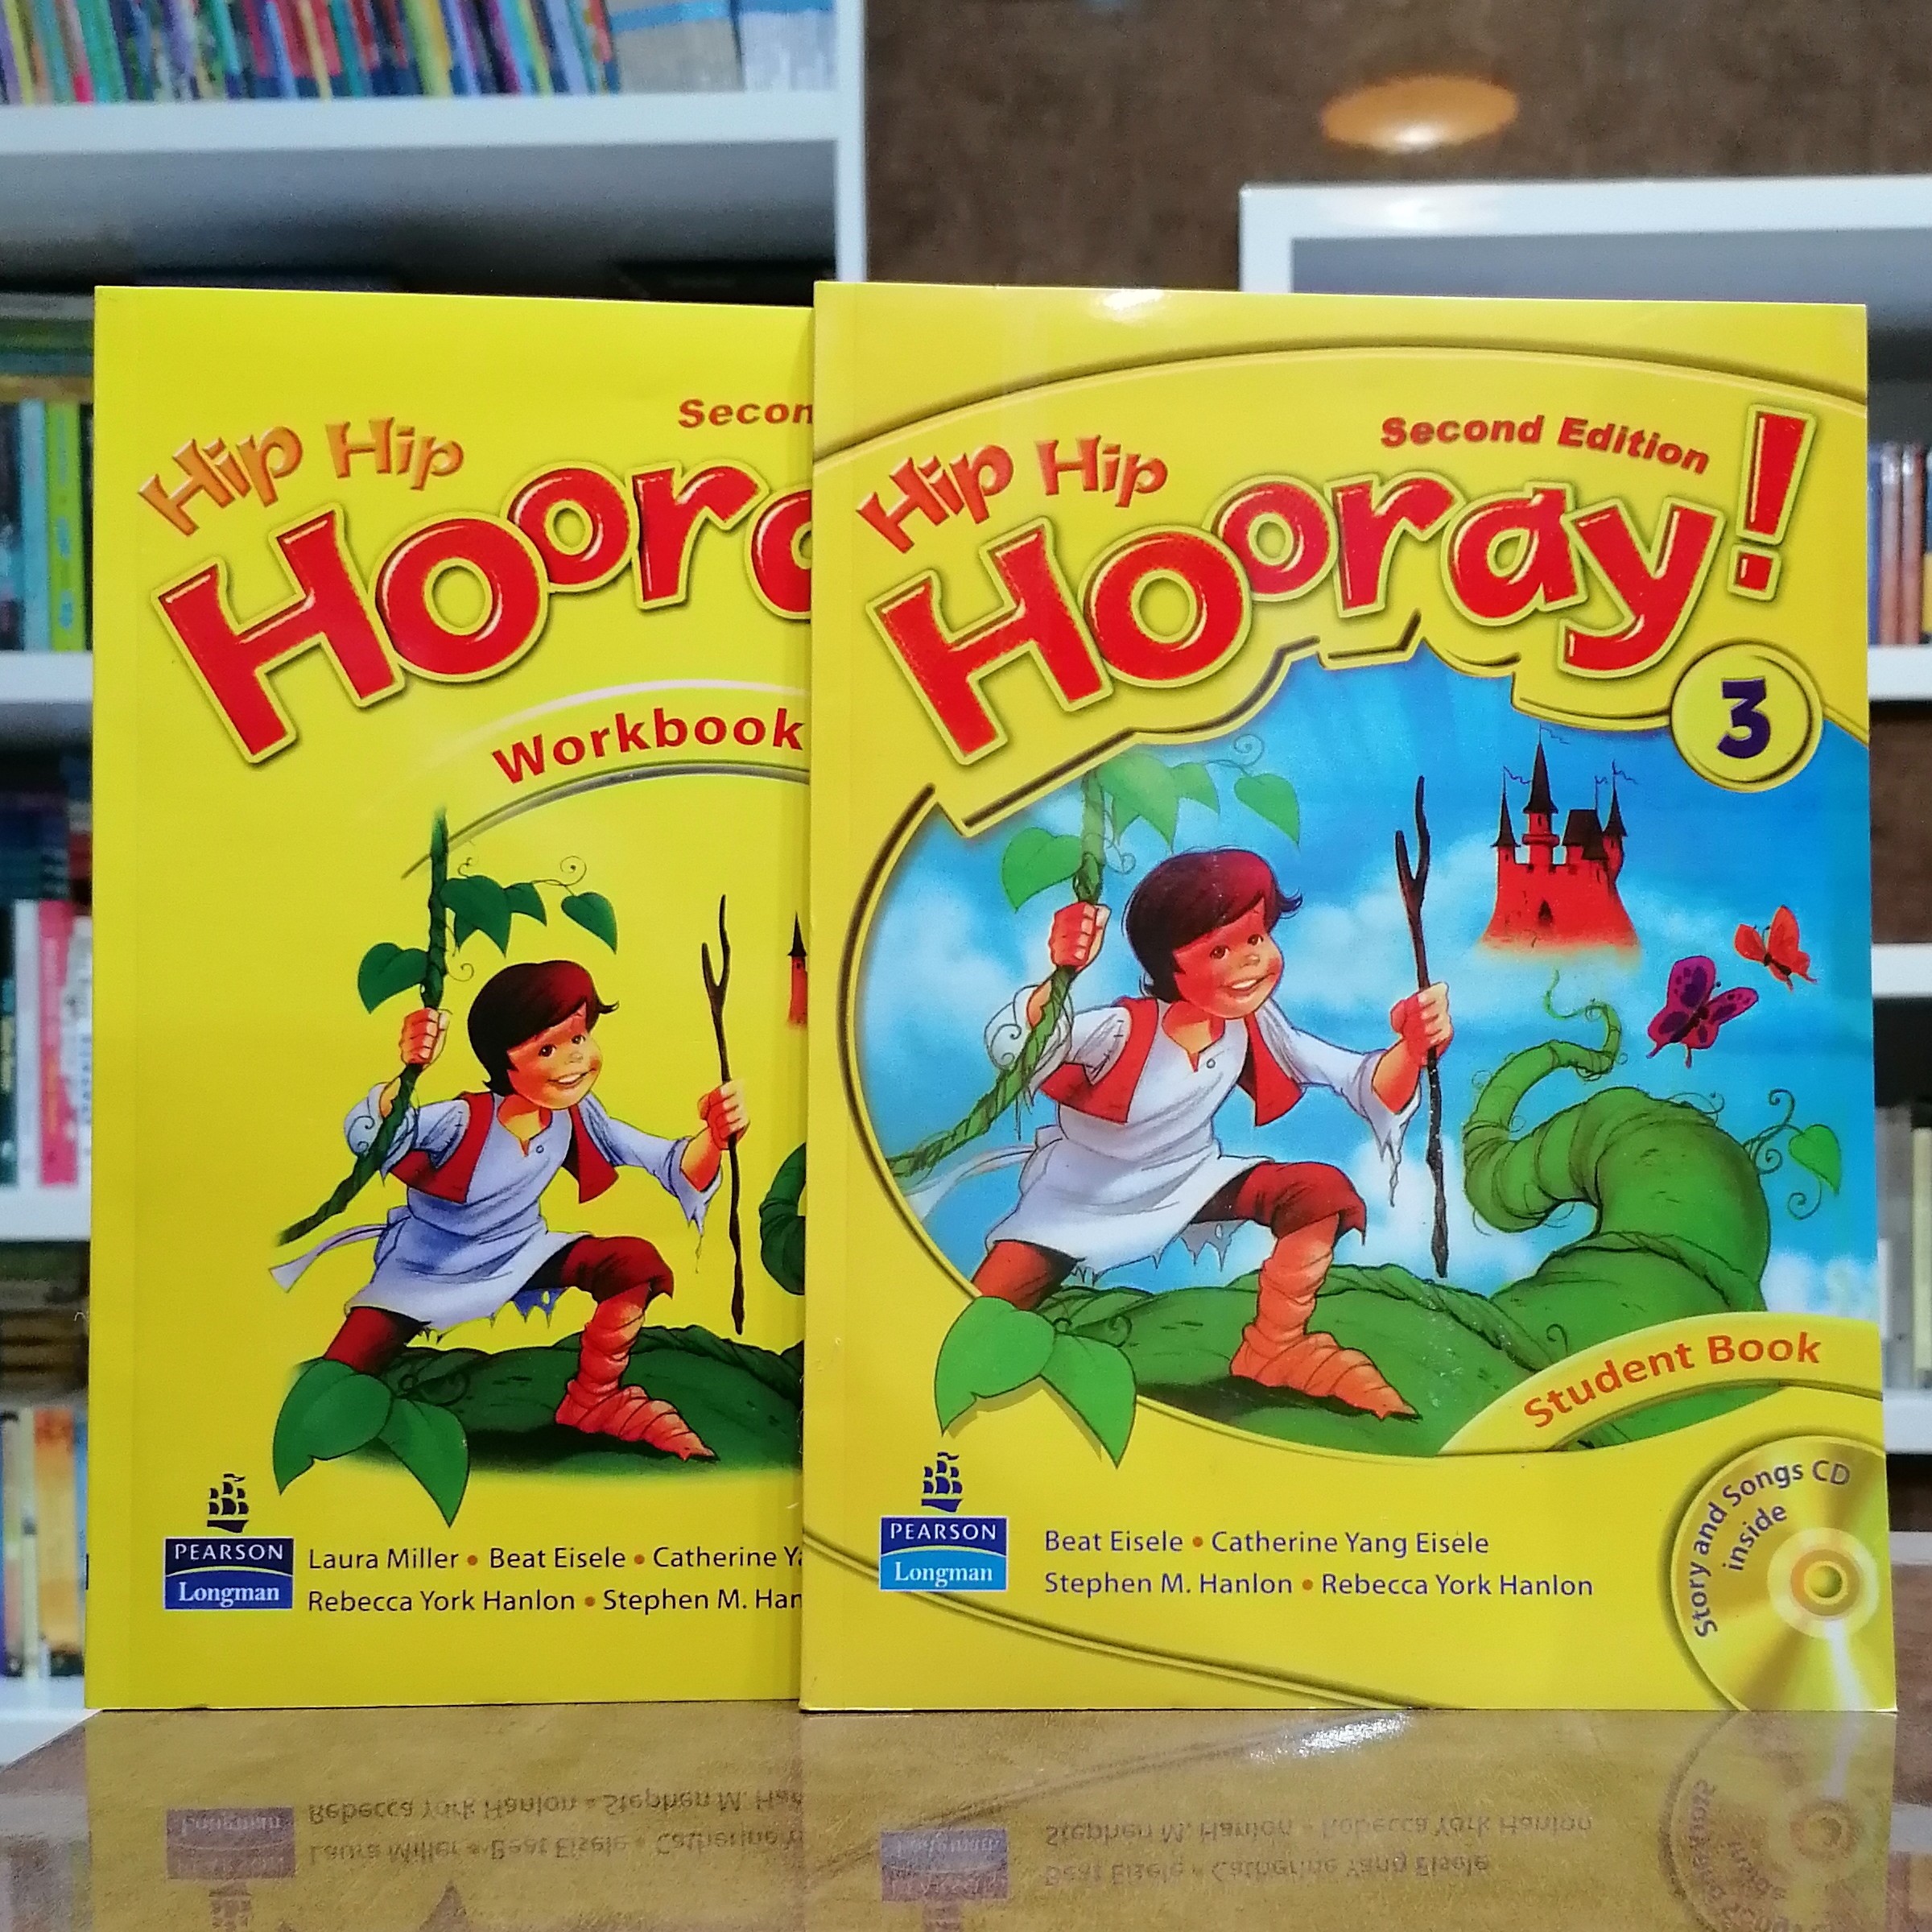 Secon
Hip Hip
Hoora
Workbook
PEARSON
Longman
Laura Miller • Beat Eisele • Catherine Ya
Rebecca York Hanlon • Stephen M. Han
Second Edition
Hip Hip
Hooray!
3
Student Book
Story and Songs CD
inside
PEARSON
Longman
Beat Eisele • Catherine Yang Eisele
Stephen M. Hanlon • Rebecca York Hanlon